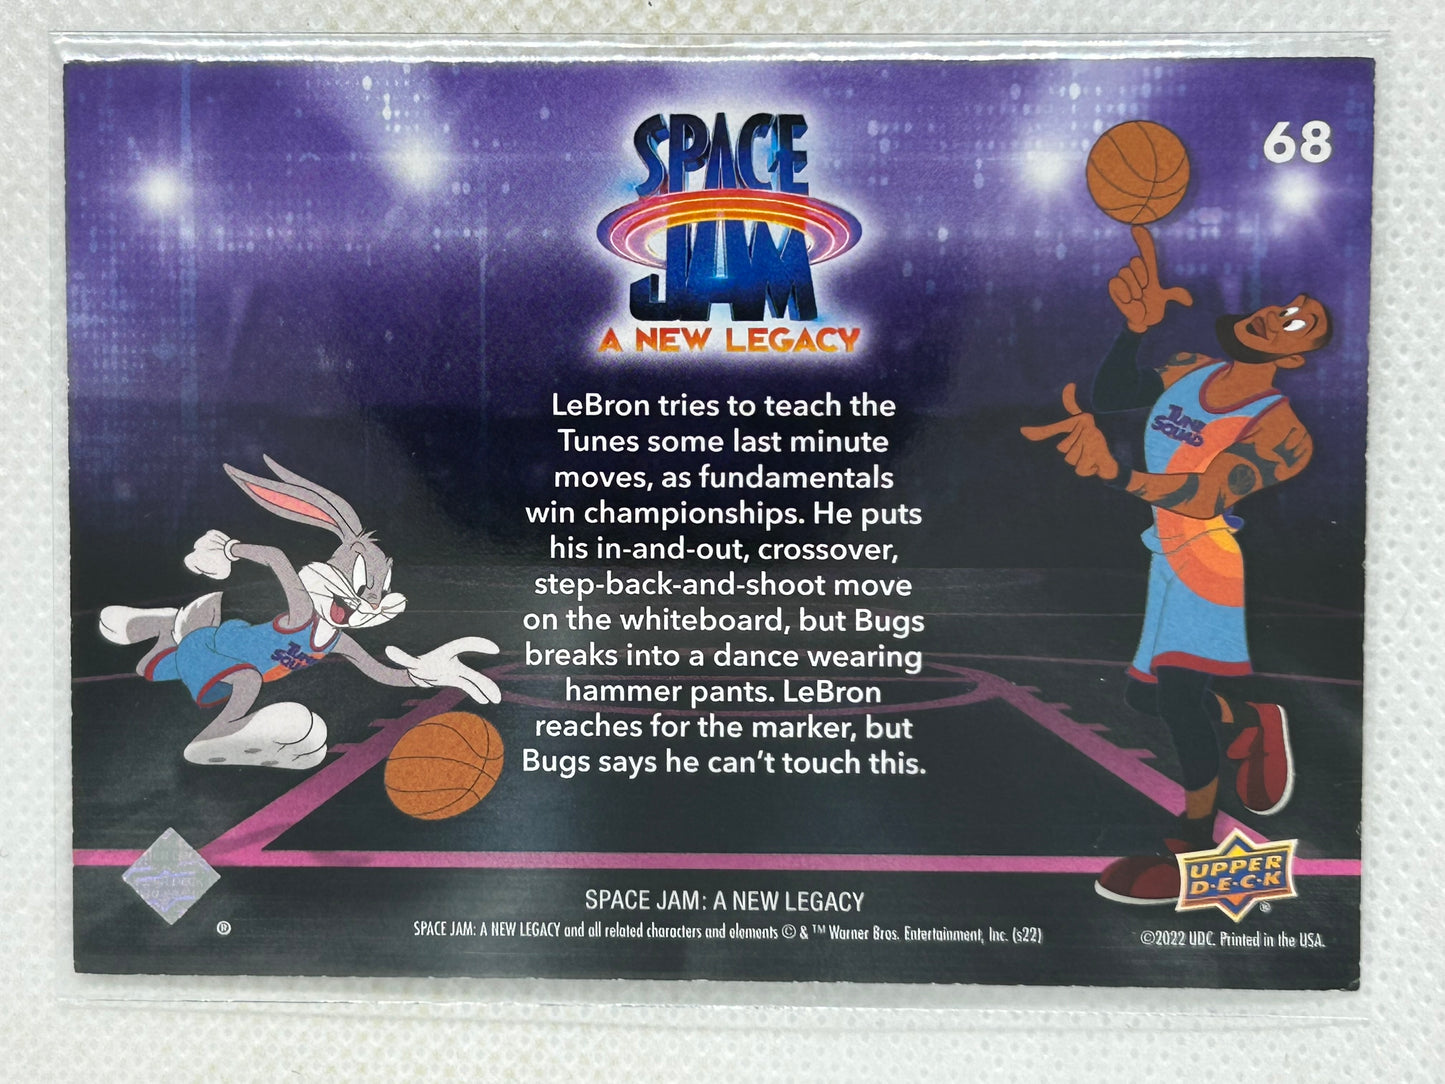 68
SPACE
JAM
A NEW LEGACY
LeBron tries to teach the
Tunes some last minute
moves, as fundamentals
win championships. He puts
his in-and-out, crossover,
step-back-and-shoot move
on the whiteboard, but Bugs
breaks into a dance wearing
hammer pants. LeBron
reaches for the marker, but
Bugs says he can't touch this.
TUNE
SQUAD
TUNE
SQUAD
UPPER
D·E·C·K
®
®
SPACE JAM: A NEW LEGACY
SPACE JAM: A NEW LEGACY and all related characters and elements © & ™ Warner Bros. Entertainment, Inc. (s22)
©2022 UDC. Printed in the USA.